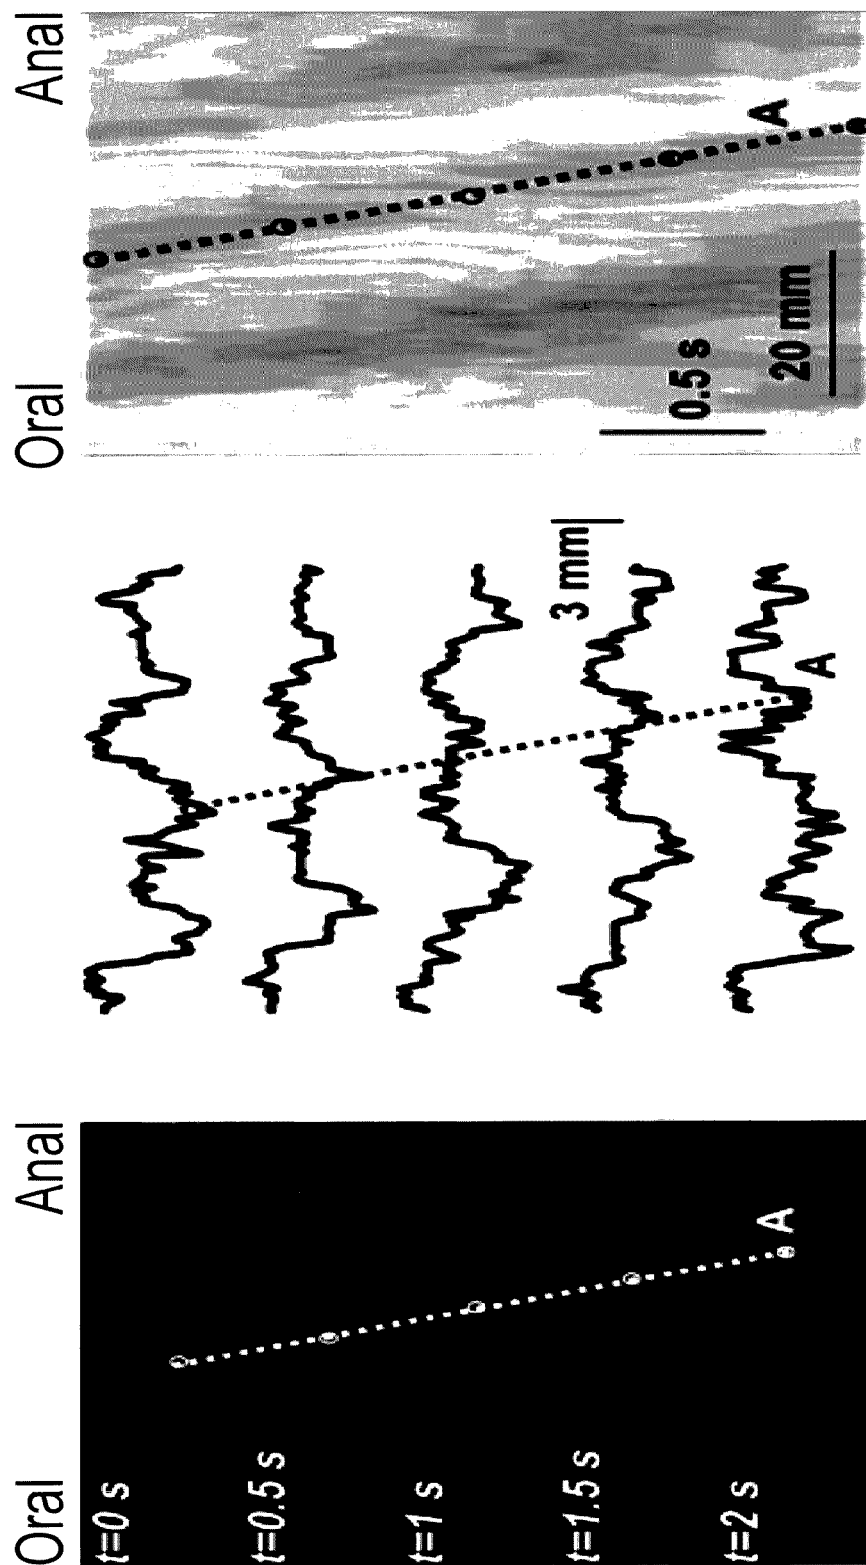 Oral Anal
t=0 s
t=0.5 s
t=1 s
t=1.5 s
t=2 s
A
3 mm
A
Oral Anal
A
0.5 s
20 mm